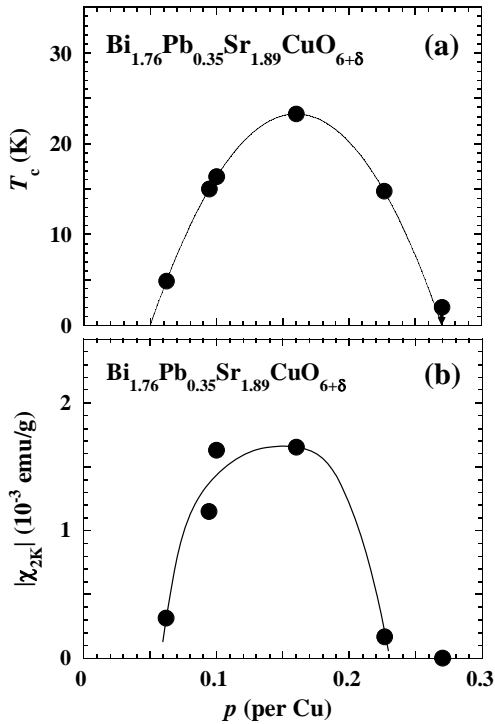 Bi1.76Pb0.35Sr1.89CuO6+δ (a)
30
20
10
0
Tc (K)
Bi1.76Pb0.35Sr1.89CuO6+δ (b)
2
1
0
|χ2K| (10-3 emu/g)
0 0.1 0.2 0.3
p (per Cu)